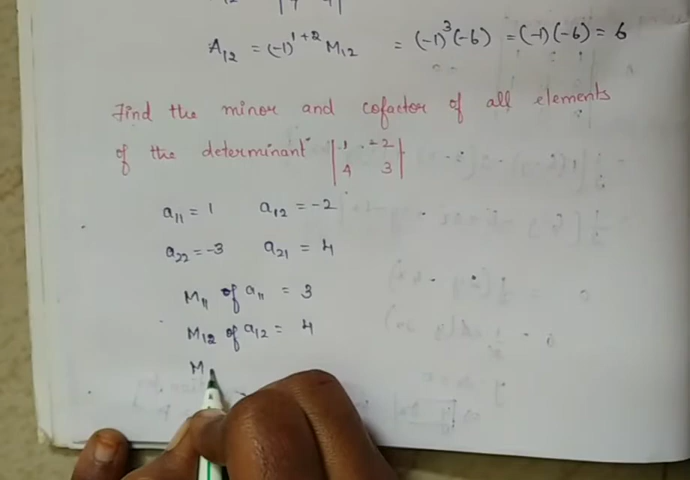 A₁₂ = (-1)¹⁺² M₁₂ = (-1)³(-6) = (-1)(-6) = 6
Find the minor and cofactor of all elements
of the determinant | 1 -2 |
| 4 3 |
a₁₁ = 1 a₁₂ = -2
a₂₂ = -3 a₂₁ = 4
M₁₁ of a₁₁ = 3
M₁₂ of a₁₂ = 4
M